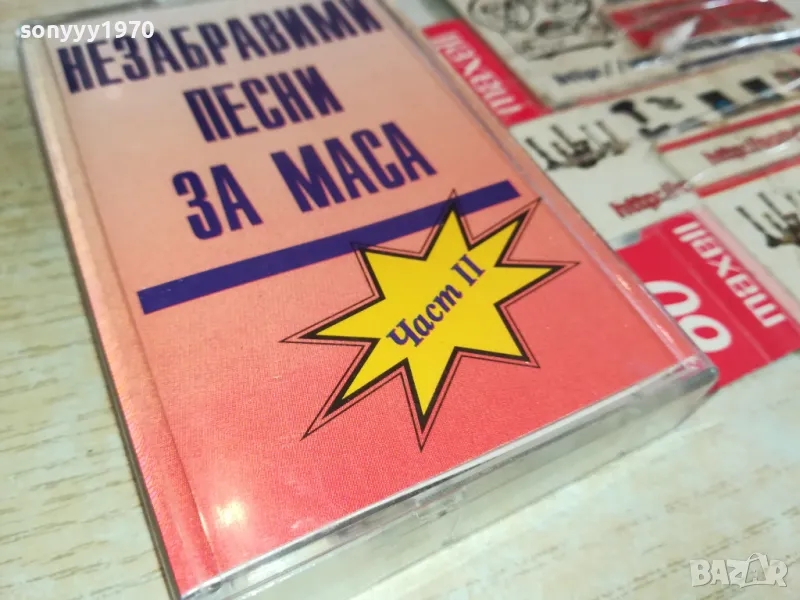 sonyyy1970
НЕЗАБРАВИМИ
ПЕСНИ
ЗА МАСА
Част II
maxell
maxell
BAZAR